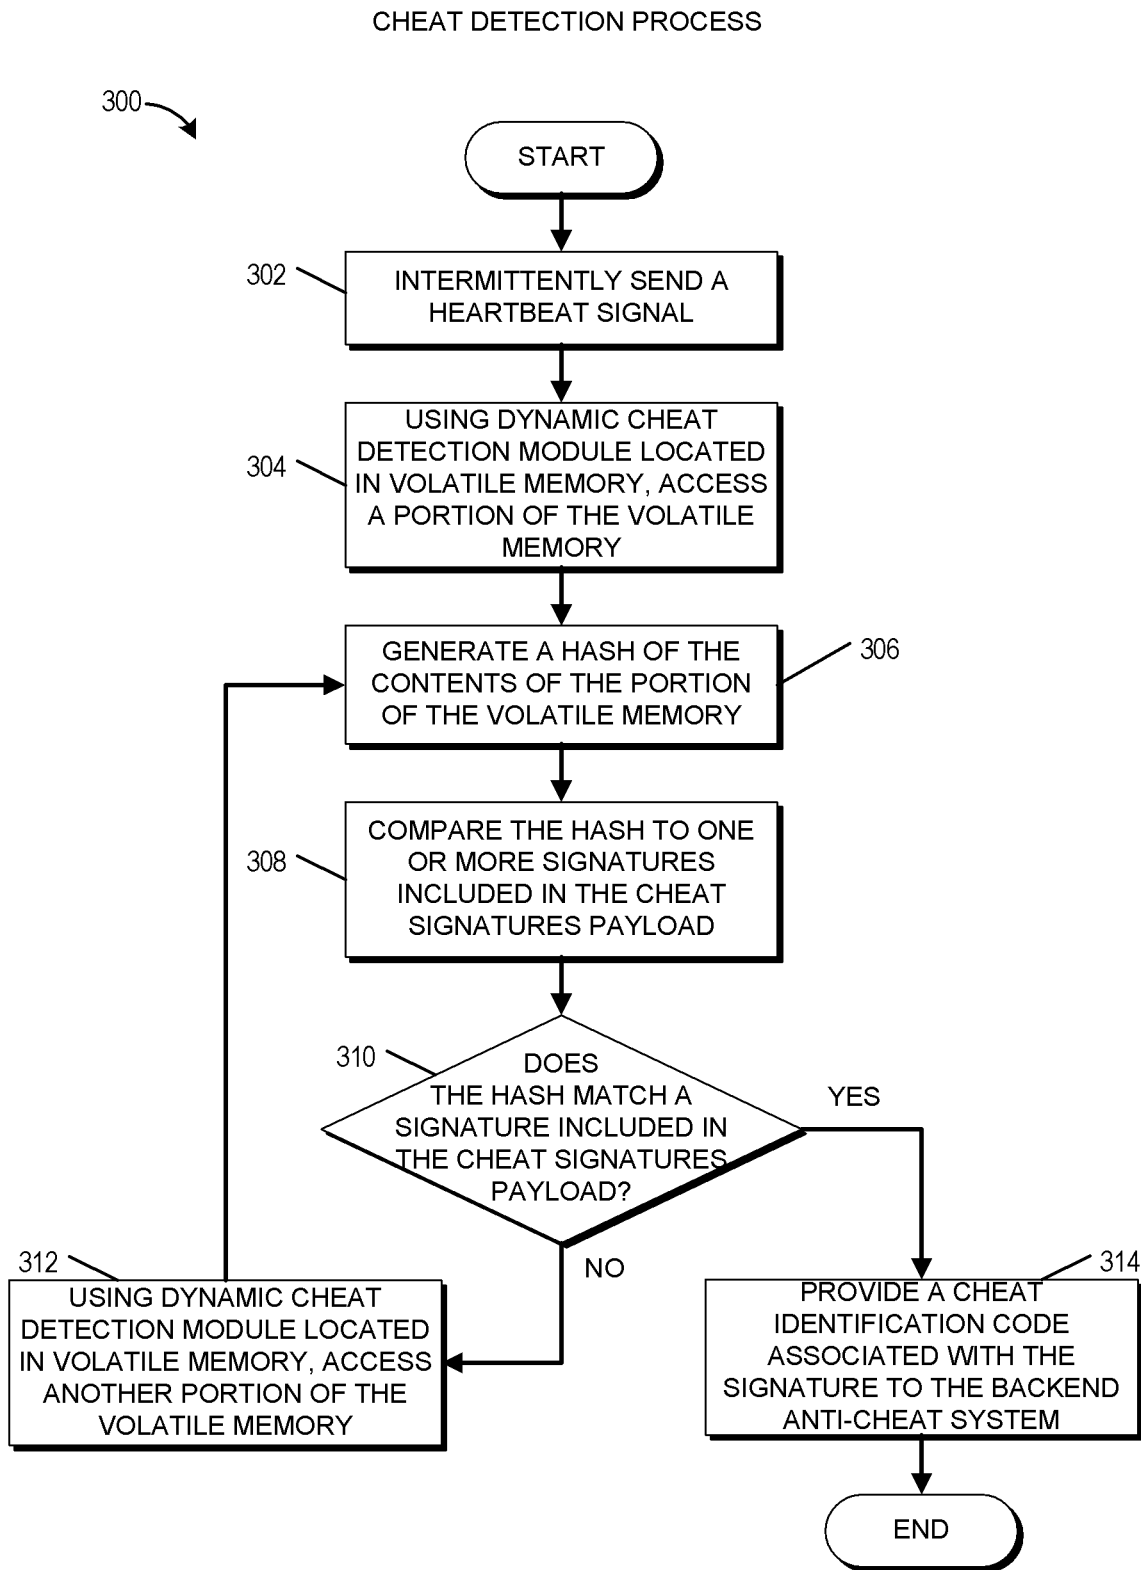 CHEAT DETECTION PROCESS
300
START
302
INTERMITTENTLY SEND A
HEARTBEAT SIGNAL
304
USING DYNAMIC CHEAT
DETECTION MODULE LOCATED
IN VOLATILE MEMORY, ACCESS
A PORTION OF THE VOLATILE
MEMORY
306
GENERATE A HASH OF THE
CONTENTS OF THE PORTION
OF THE VOLATILE MEMORY
308
COMPARE THE HASH TO ONE
OR MORE SIGNATURES
INCLUDED IN THE CHEAT
SIGNATURES PAYLOAD
310
DOES
THE HASH MATCH A
SIGNATURE INCLUDED IN
THE CHEAT SIGNATURES
PAYLOAD?
YES
NO
312
USING DYNAMIC CHEAT
DETECTION MODULE LOCATED
IN VOLATILE MEMORY, ACCESS
ANOTHER PORTION OF THE
VOLATILE MEMORY
314
PROVIDE A CHEAT
IDENTIFICATION CODE
ASSOCIATED WITH THE
SIGNATURE TO THE BACKEND
ANTI-CHEAT SYSTEM
END